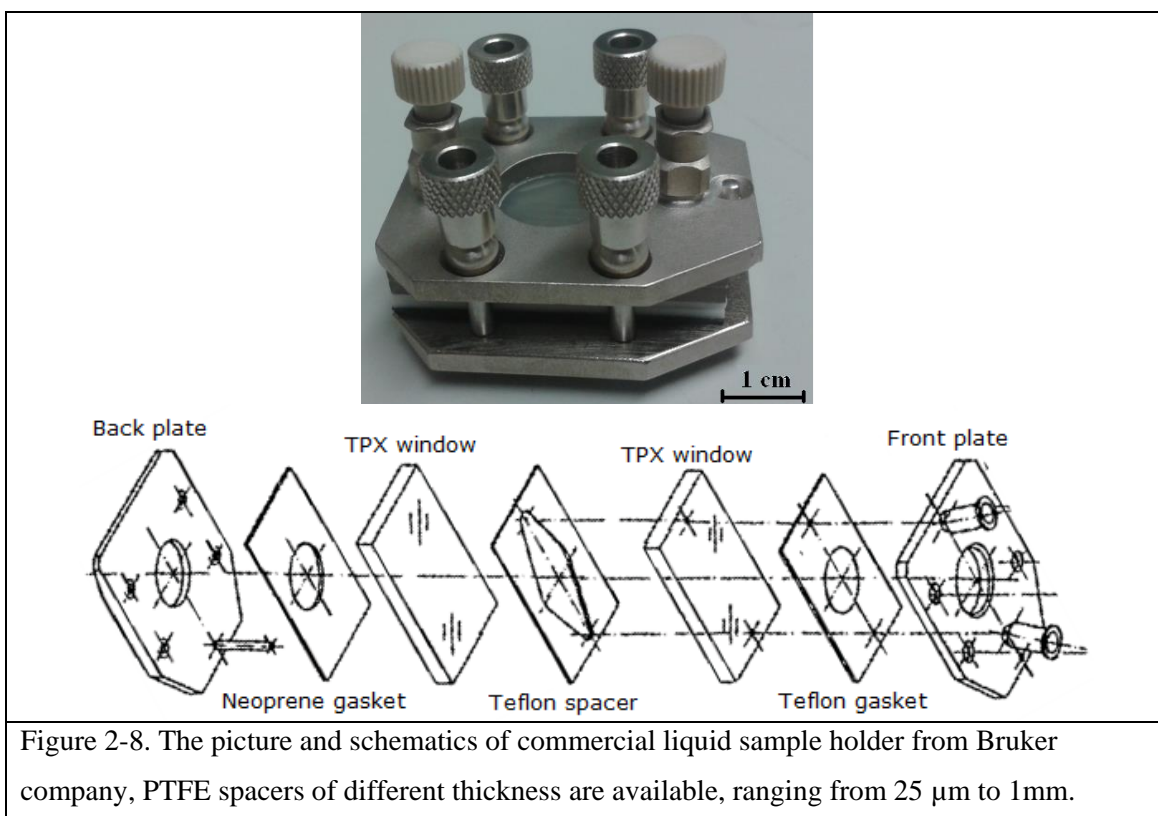 1 cm
Back plate
TPX window
TPX window
Front plate
Neoprene gasket
Teflon spacer
Teflon gasket
Figure 2-8. The picture and schematics of commercial liquid sample holder from Bruker
company, PTFE spacers of different thickness are available, ranging from 25 µm to 1mm.